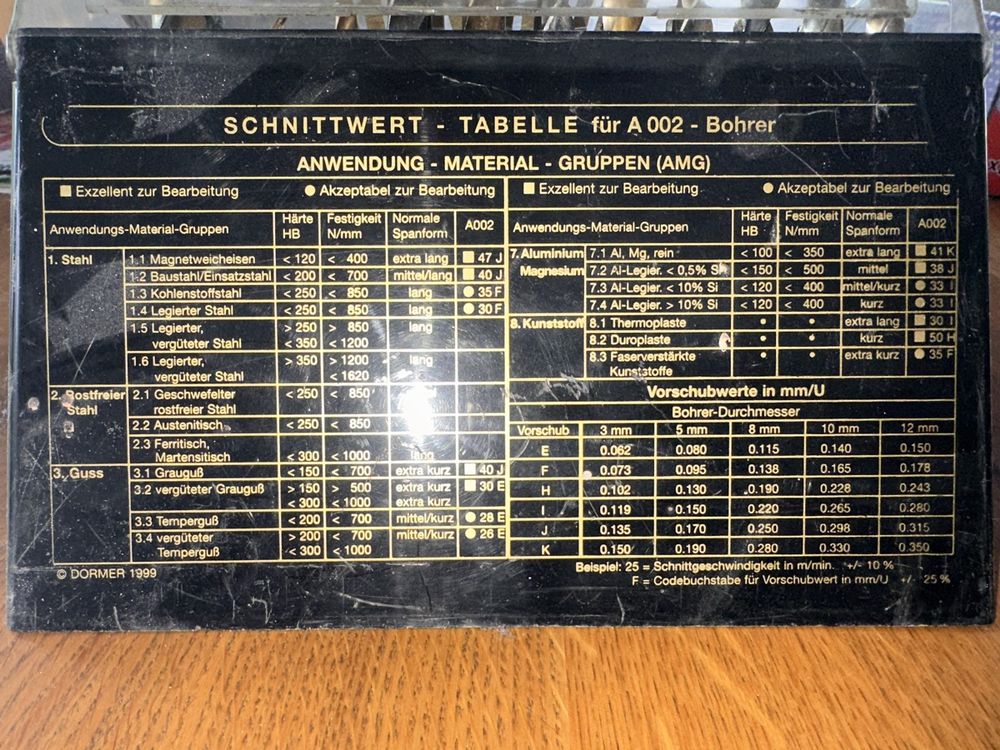 SCHNITTWERT - TABELLE für A 002 - Bohrer
ANWENDUNG - MATERIAL - GRUPPEN (AMG)
■ Exzellent zur Bearbeitung ● Akzeptabel zur Bearbeitung
Anwendungs-Material-Gruppen Härte HB Festigkeit N/mm Normale Spanform A002
1. Stahl 1.1 Magnetweicheisen < 120 < 400 extra lang ■ 47 J
1.2 Baustahl/Einsatzstahl < 200 < 700 mittel/lang ■ 40 J
1.3 Kohlenstoffstahl < 250 < 850 lang ● 35 F
1.4 Legierter Stahl < 250 < 850 lang ● 30 F
1.5 Legierter, > 250 > 850 lang
vergüteter Stahl < 350 < 1200
1.6 Legierter, > 350 > 1200 lang
vergüteter Stahl < 1620
2. Rostfreier 2.1 Geschwefelter < 250 < 850
Stahl rostfreier Stahl
2.2 Austenitisch < 250 < 850
2.3 Ferritisch,
Martensitisch < 300 < 1000 lang
3. Guss 3.1 Grauguß < 150 < 700 extra kurz ■ 40 J
3.2 vergüteter Grauguß > 150 > 500 extra kurz ■ 30 E
< 300 < 1000 extra kurz
3.3 Temperguß < 200 < 700 mittel/kurz ● 28 E
3.4 vergüteter > 200 < 700 mittel/kurz ● 26 E
Temperguß < 300 < 1000
© DORMER 1999
■ Exzellent zur Bearbeitung ● Akzeptabel zur Bearbeitung
Anwendungs-Material-Gruppen Härte HB Festigkeit N/mm Normale Spanform A002
7. Aluminium 7.1 Al, Mg, rein < 100 < 350 extra lang ■ 41 K
Magnesium 7.2 Al-Legier. < 0,5% Si < 150 < 500 mittel ■ 38 J
7.3 Al-Legier. < 10% Si < 120 < 400 mittel/kurz ● 33 I
7.4 Al-Legier. > 10% Si < 120 < 400 kurz ● 33 I
8. Kunststoff 8.1 Thermoplaste • • extra lang ■ 30 I
8.2 Duroplaste • • kurz ■ 50 H
8.3 Faserverstärkte • • extra kurz ● 35 F
Kunststoffe
Vorschubwerte in mm/U
Bohrer-Durchmesser
Vorschub 3 mm 5 mm 8 mm 10 mm 12 mm
E 0.062 0.080 0.115 0.140 0.150
F 0.073 0.095 0.138 0.165 0.178
H 0.102 0.130 0.190 0.228 0.243
I 0.119 0.150 0.220 0.265 0.280
J 0.135 0.170 0.250 0.298 0.315
K 0.150 0.190 0.280 0.330 0.350
Beispiel: 25 = Schnittgeschwindigkeit in m/min. +/- 10 %
F = Codebuchstabe für Vorschubwert in mm/U +/- 25 %